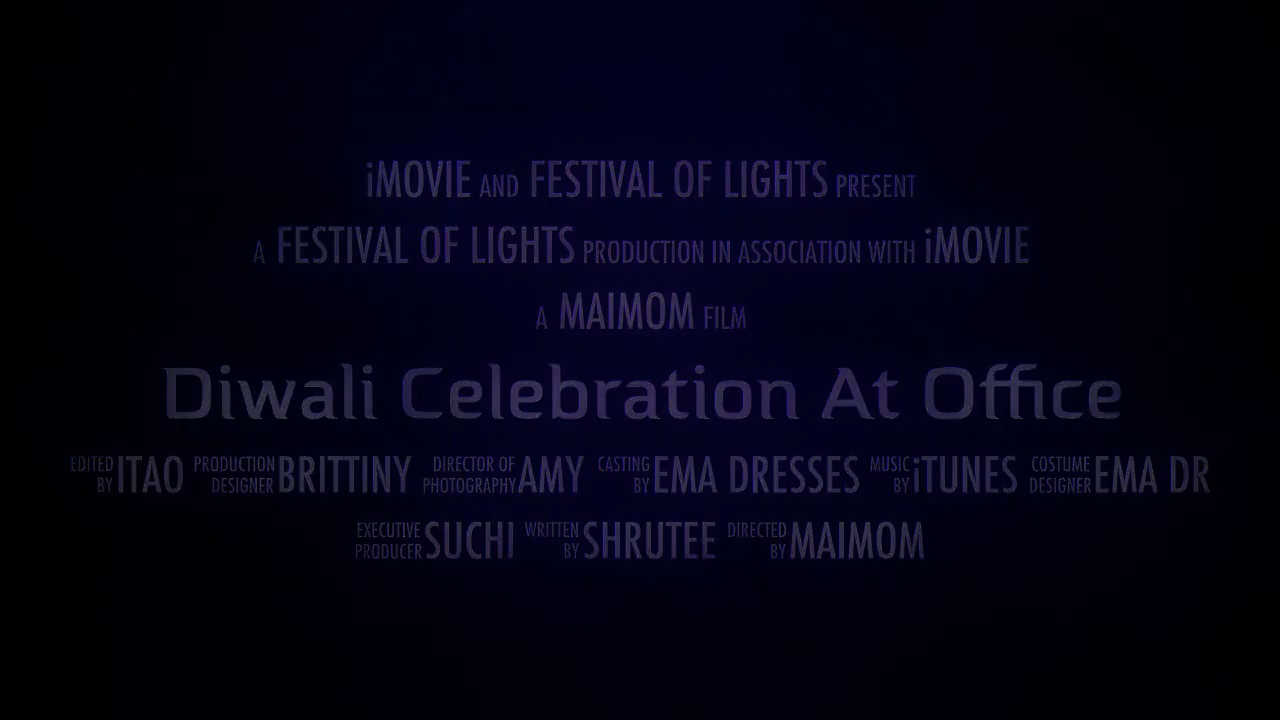 iMOVIE AND FESTIVAL OF LIGHTS PRESENT
A FESTIVAL OF LIGHTS PRODUCTION IN ASSOCIATION WITH iMOVIE
A MAIMOM FILM
Diwali Celebration At Office
EDITED BY ITAO PRODUCTION DESIGNER BRITTINY DIRECTOR OF PHOTOGRAPHY AMY CASTING BY EMA DRESSES MUSIC BY iTUNES COSTUME DESIGNER EMA DR
EXECUTIVE PRODUCER SUCHI WRITTEN BY SHRUTEE DIRECTED BY MAIMOM